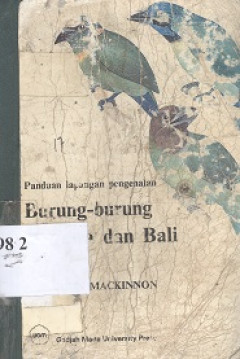 Panduan lapangan pengenalan
Burung-burung
dan Bali
98 2
MACKINNON
Gadjah Mada University Press